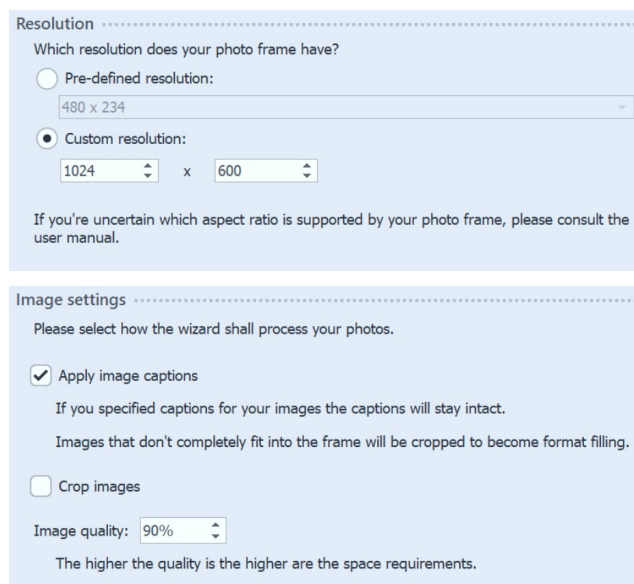 Resolution
Which resolution does your photo frame have?
Pre-defined resolution:
480 x 234
Custom resolution:
1024 x 600
If you're uncertain which aspect ratio is supported by your photo frame, please consult the
user manual.
Image settings
Please select how the wizard shall process your photos.
Apply image captions
If you specified captions for your images the captions will stay intact.
Images that don't completely fit into the frame will be cropped to become format filling.
Crop images
Image quality: 90%
The higher the quality is the higher are the space requirements.